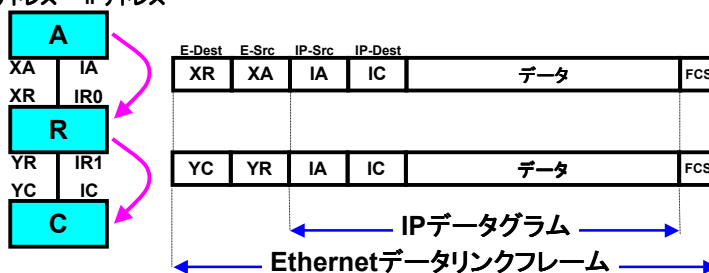 A
XA IA
XR IR0
R
YR IR1
YC IC
C
E-Dest E-Src IP-Src IP-Dest
XR XA IA IC データ FCS
YC YR IA IC データ FCS
IPデータグラム
Ethernetデータリンクフレーム